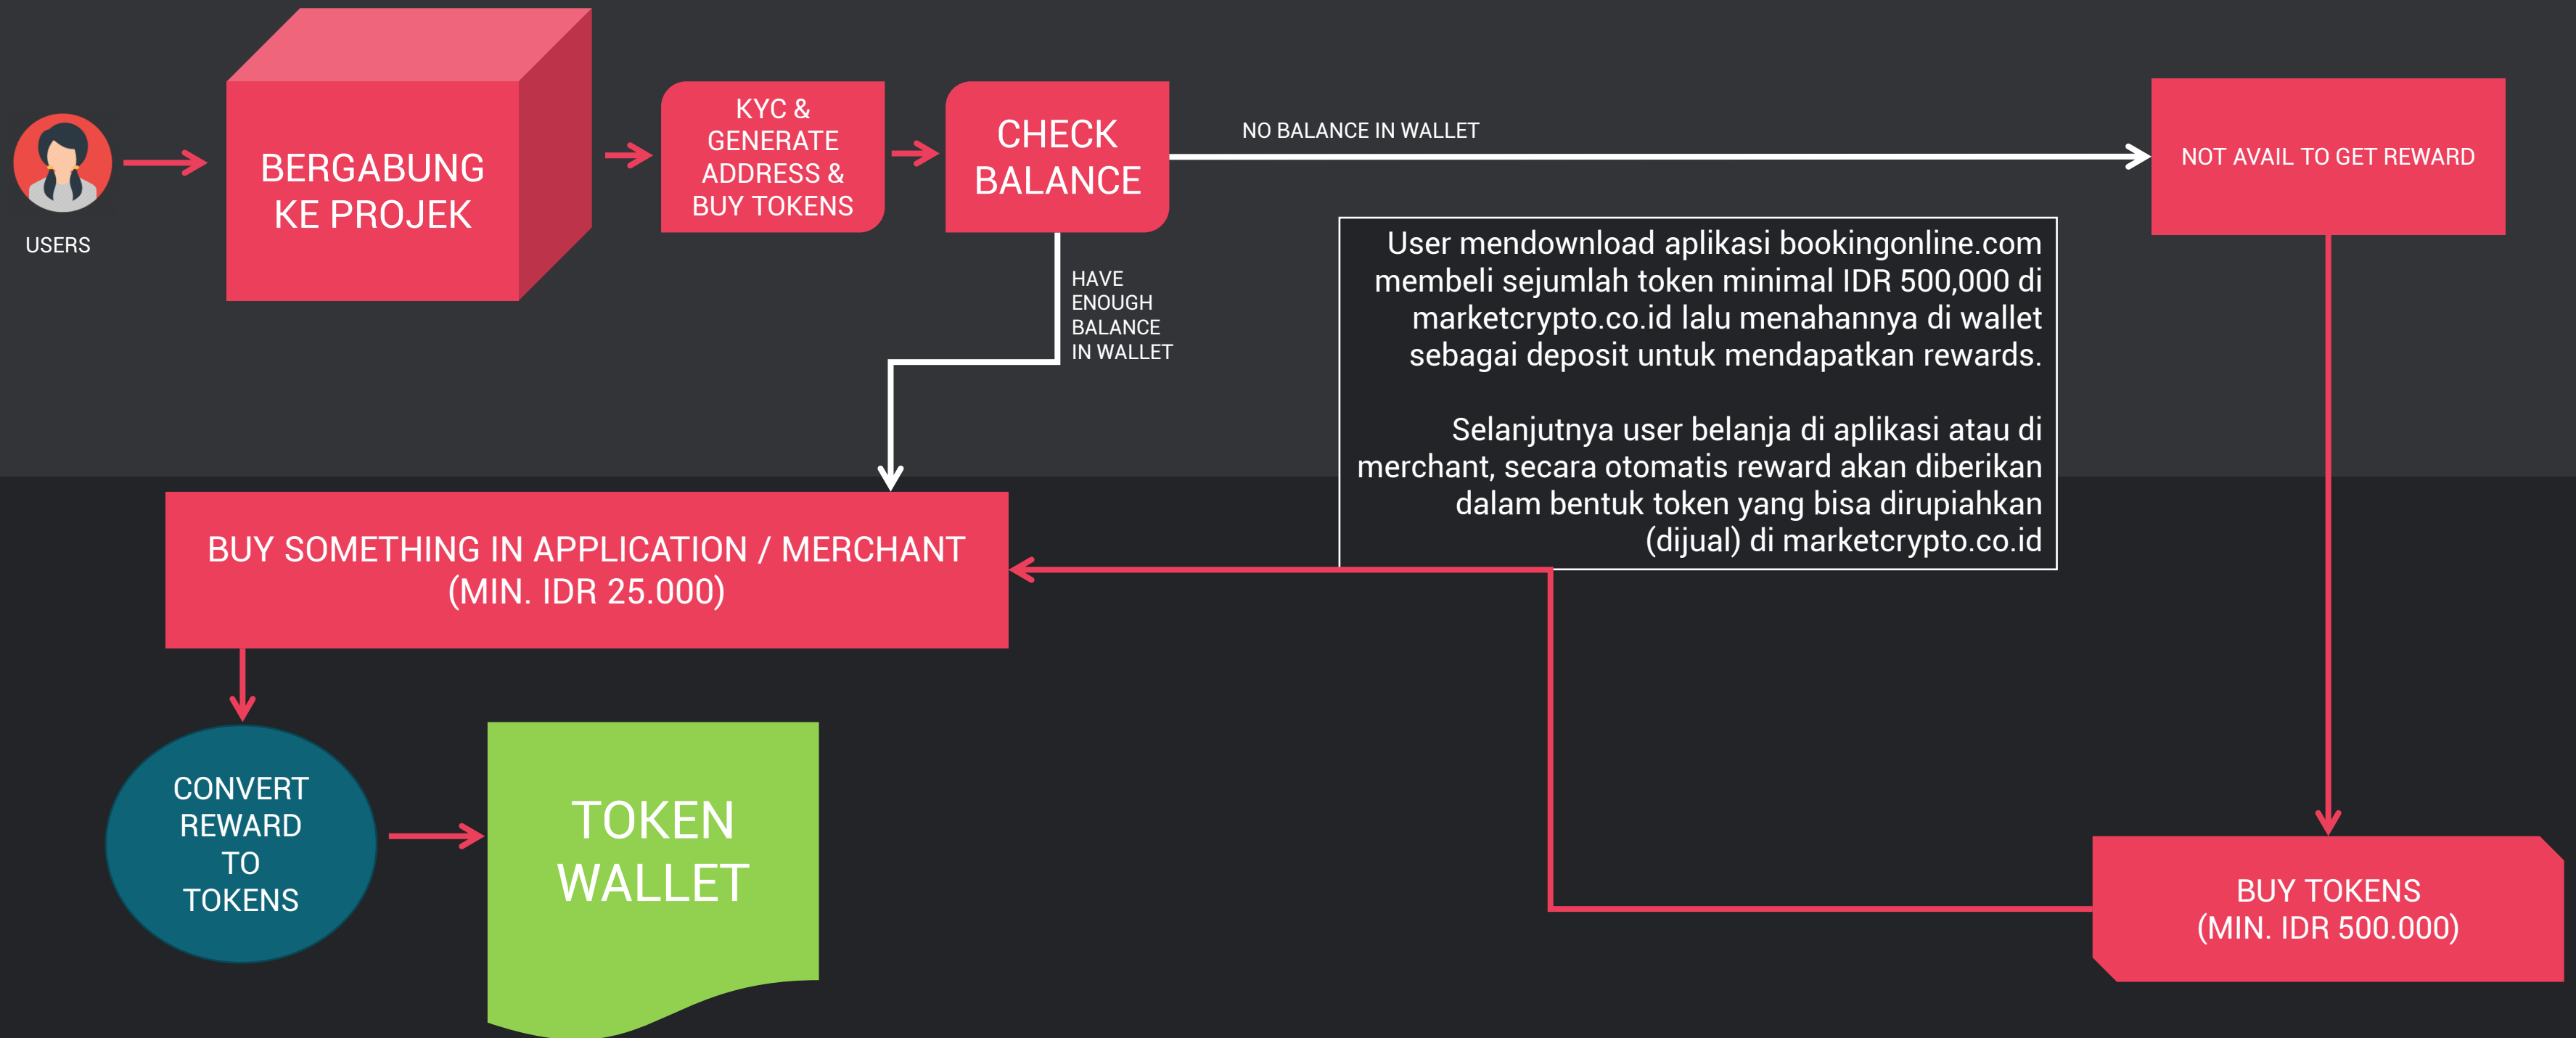 USERS
BERGABUNG
KE PROJEK
KYC &
GENERATE
ADDRESS &
BUY TOKENS
CHECK
BALANCE
NO BALANCE IN WALLET
NOT AVAIL TO GET REWARD
HAVE
ENOUGH
BALANCE
IN WALLET
User mendownload aplikasi bookingonline.com
membeli sejumlah token minimal IDR 500,000 di
marketcrypto.co.id lalu menahannya di wallet
sebagai deposit untuk mendapatkan rewards.
Selanjutnya user belanja di aplikasi atau di
merchant, secara otomatis reward akan diberikan
dalam bentuk token yang bisa dirupiahkan
(dijual) di marketcrypto.co.id
BUY SOMETHING IN APPLICATION / MERCHANT
(MIN. IDR 25.000)
CONVERT
REWARD
TO
TOKENS
TOKEN
WALLET
BUY TOKENS
(MIN. IDR 500.000)